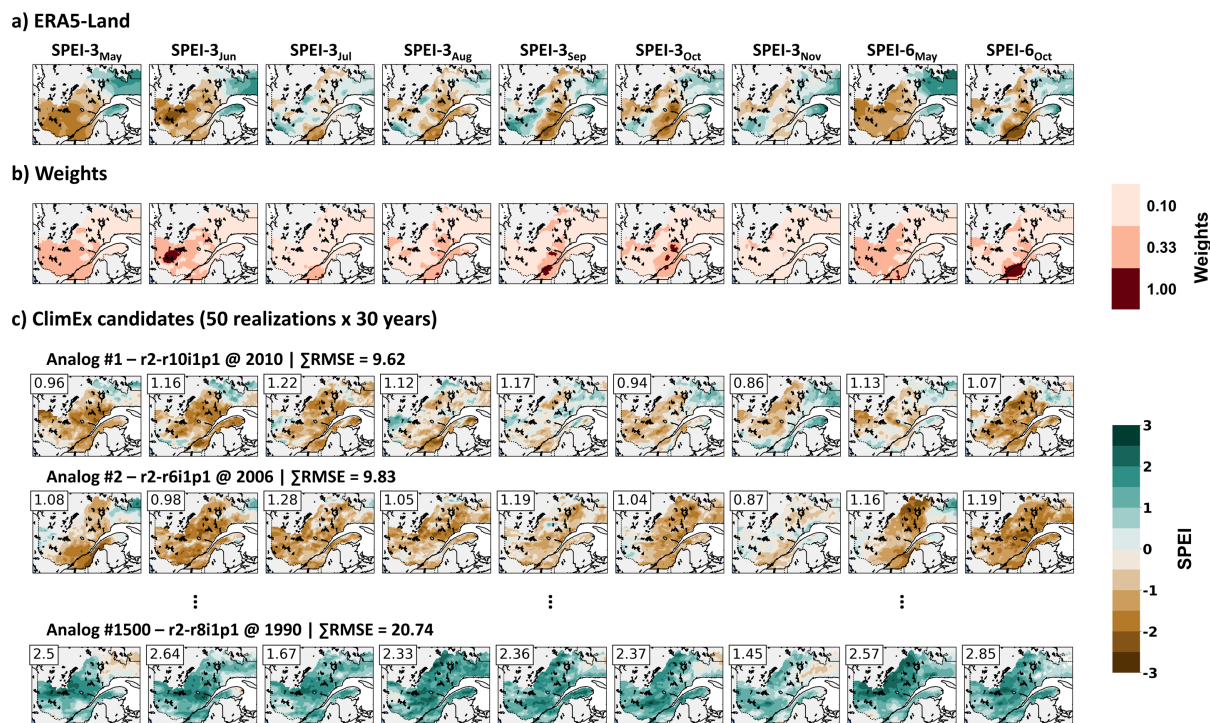 a) ERA5-Land
SPEI-3May SPEI-3Jun SPEI-3Jul SPEI-3Aug SPEI-3Sep SPEI-3Oct SPEI-3Nov SPEI-6May SPEI-6Oct
b) Weights
0.10
0.33
1.00
Weights
c) ClimEx candidates (50 realizations x 30 years)
Analog #1 – r2-r10i1p1 @ 2010 | ∑RMSE = 9.62
0.96 1.16 1.22 1.12 1.17 0.94 0.86 1.13 1.07
Analog #2 – r2-r6i1p1 @ 2006 | ∑RMSE = 9.83
1.08 0.98 1.28 1.05 1.19 1.04 0.87 1.16 1.19
⋮ ⋮ ⋮
Analog #1500 – r2-r8i1p1 @ 1990 | ∑RMSE = 20.74
2.5 2.64 1.67 2.33 2.36 2.37 1.45 2.57 2.85
3
2
1
0
-1
-2
-3
SPEI